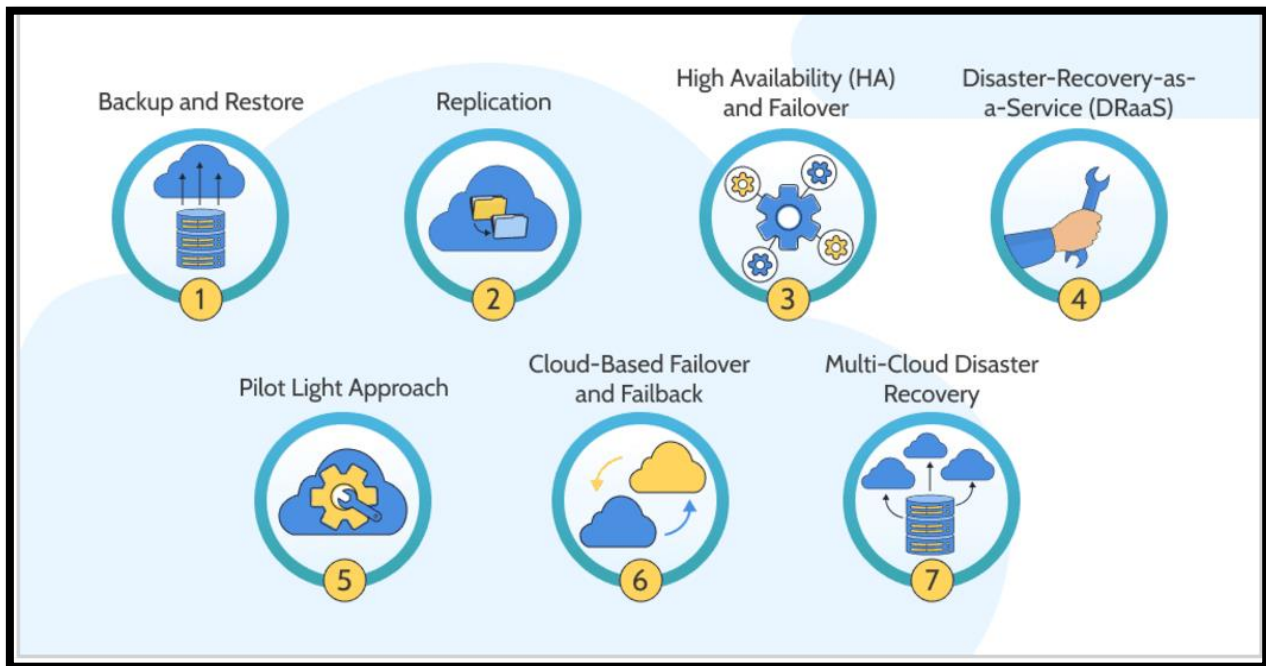 Backup and Restore
Replication
High Availability (HA)
and Failover
Disaster-Recovery-as-
a-Service (DRaaS)
1
2
3
4
Pilot Light Approach
Cloud-Based Failover
and Failback
Multi-Cloud Disaster
Recovery
5
6
7